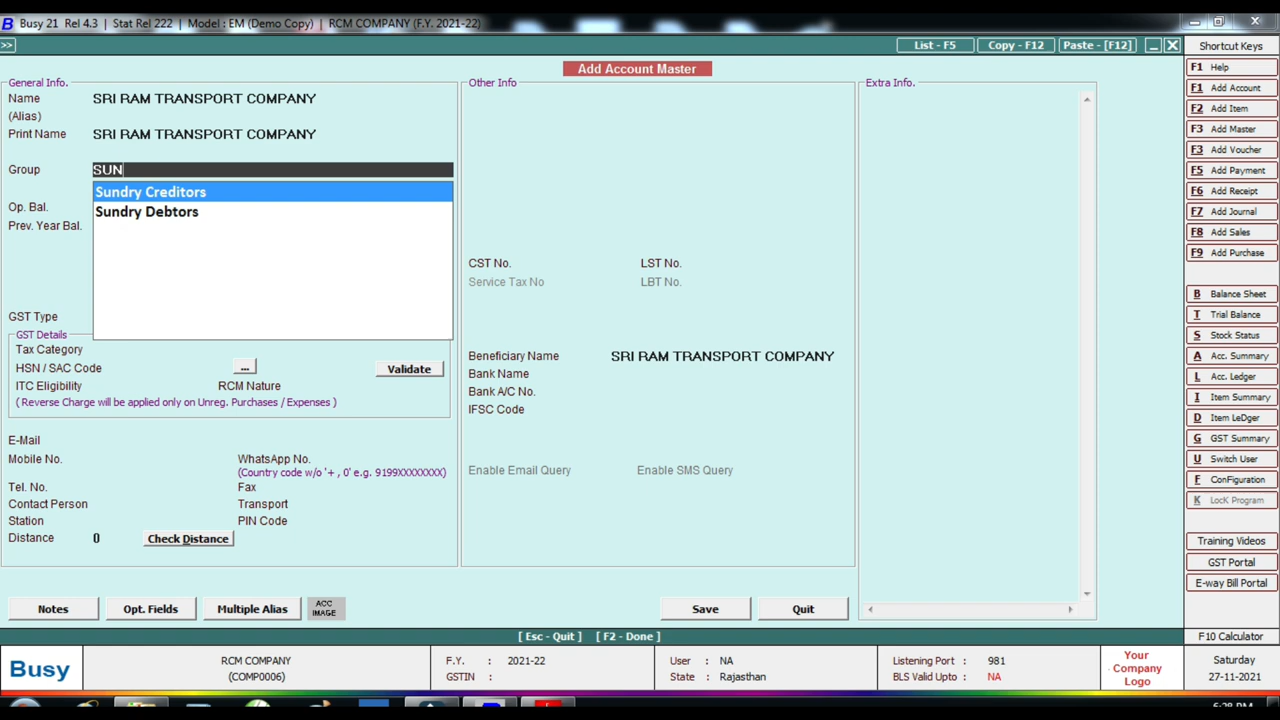 Busy 21 Rel 4.3 | Stat Rel 222 | Model : EM (Demo Copy) | RCM COMPANY (F.Y. 2021-22)
>> List - F5 Copy - F12 Paste - [F12]
Add Account Master
General Info.
Name SRI RAM TRANSPORT COMPANY
(Alias)
Print Name SRI RAM TRANSPORT COMPANY
Group SUN
Sundry Creditors
Sundry Debtors
Op. Bal.
Prev. Year Bal.
GST Type
GST Details
Tax Category
HSN / SAC Code ... Validate
ITC Eligibility RCM Nature
( Reverse Charge will be applied only on Unreg. Purchases / Expenses )
E-Mail
Mobile No. WhatsApp No.
(Country code w/o '+ , 0' e.g. 9199XXXXXXXX)
Tel. No. Fax
Contact Person Transport
Station PIN Code
Distance 0 Check Distance
Other Info
CST No. LST No.
Service Tax No LBT No.
Beneficiary Name SRI RAM TRANSPORT COMPANY
Bank Name
Bank A/C No.
IFSC Code
Enable Email Query Enable SMS Query
Extra Info.
Notes Opt. Fields Multiple Alias ACC IMAGE Save Quit
[ Esc - Quit ] [ F2 - Done ]
Shortcut Keys
F1 Help
F1 Add Account
F2 Add Item
F3 Add Master
F3 Add Voucher
F5 Add Payment
F6 Add Receipt
F7 Add Journal
F8 Add Sales
F9 Add Purchase
B Balance Sheet
T Trial Balance
S Stock Status
A Acc. Summary
L Acc. Ledger
I Item Summary
D Item LeDger
G GST Summary
U Switch User
F ConFiguration
K LocK Program
Training Videos
GST Portal
E-way Bill Portal
F10 Calculator
Busy
RCM COMPANY
(COMP0006)
F.Y. : 2021-22
GSTIN :
User : NA
State : Rajasthan
Listening Port : 981
BLS Valid Upto : NA
Your
Company
Logo
Saturday
27-11-2021
6:28 PM